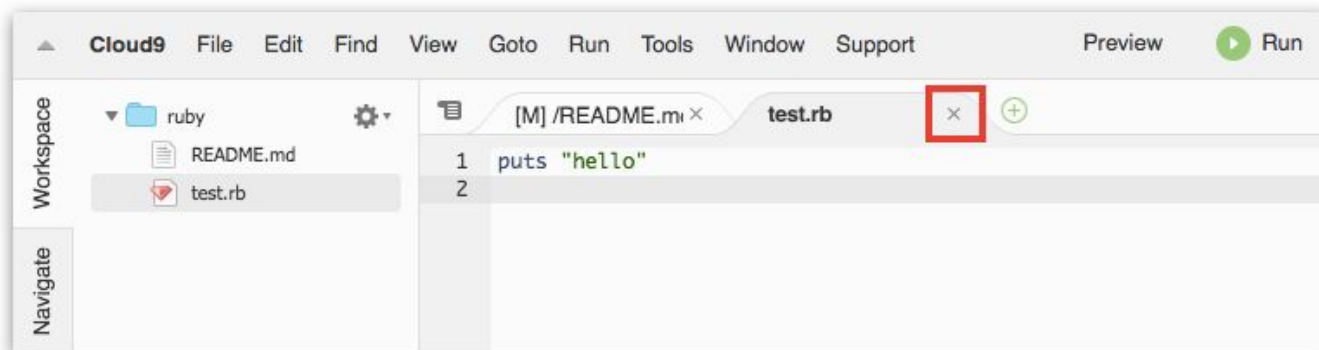 Cloud9 File Edit Find View Goto Run Tools Window Support Preview Run
Workspace
Navigate
ruby
README.md
test.rb
[M] /README.m × test.rb ×
1 puts "hello"
2